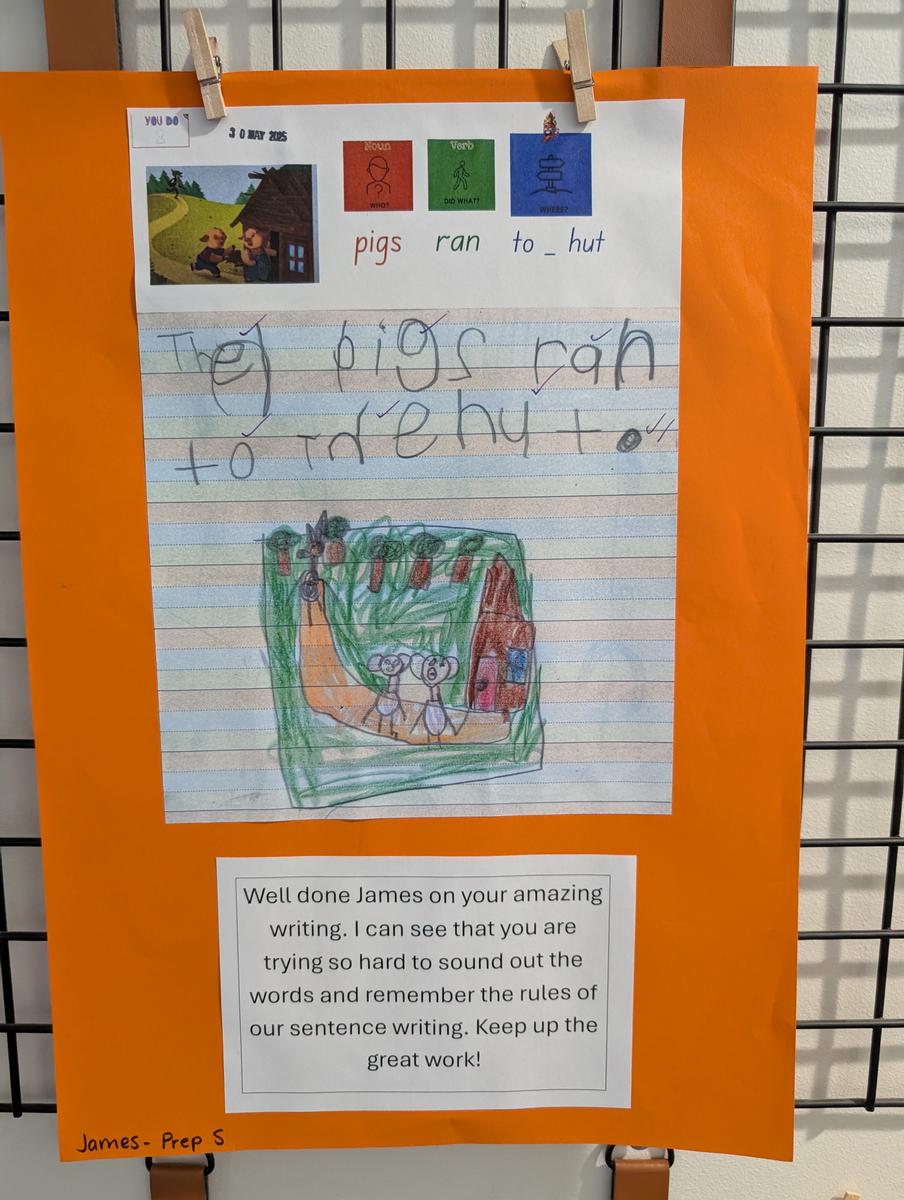 YOU DO
30 MAY 2025
Noun
Verb
WHO?
DID WHAT?
WHERE?
pigs ran to _ hut
The pigs ran
to The hut.
Well done James on your amazing
writing. I can see that you are
trying so hard to sound out the
words and remember the rules of
our sentence writing. Keep up the
great work!
James- Prep S